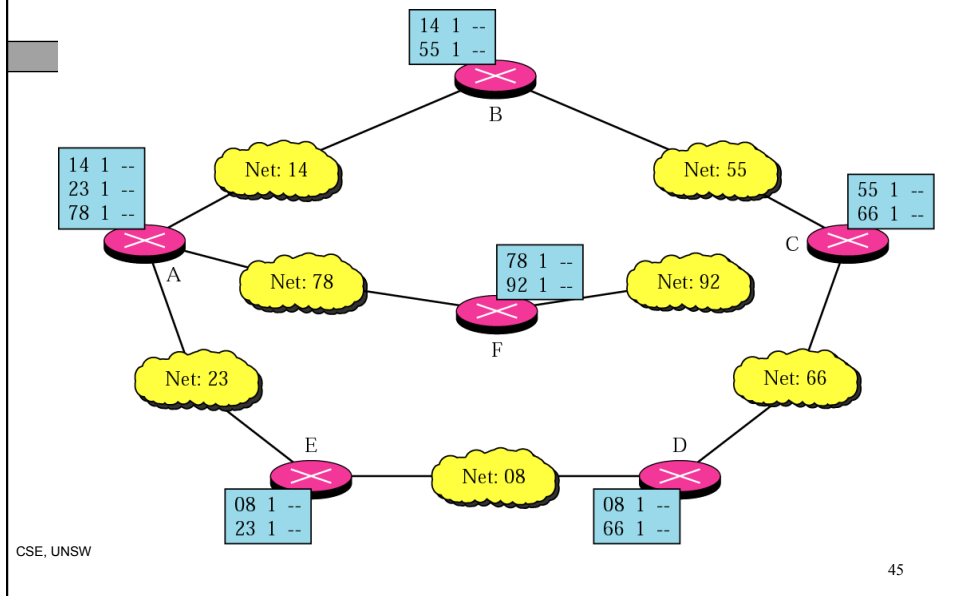 14 1 --
55 1 --
B
Net: 14
Net: 55
14 1 --
23 1 --
78 1 --
A
55 1 --
66 1 --
C
Net: 78
78 1 --
92 1 --
F
Net: 92
Net: 23
Net: 66
E
08 1 --
23 1 --
Net: 08
D
08 1 --
66 1 --
CSE, UNSW
45